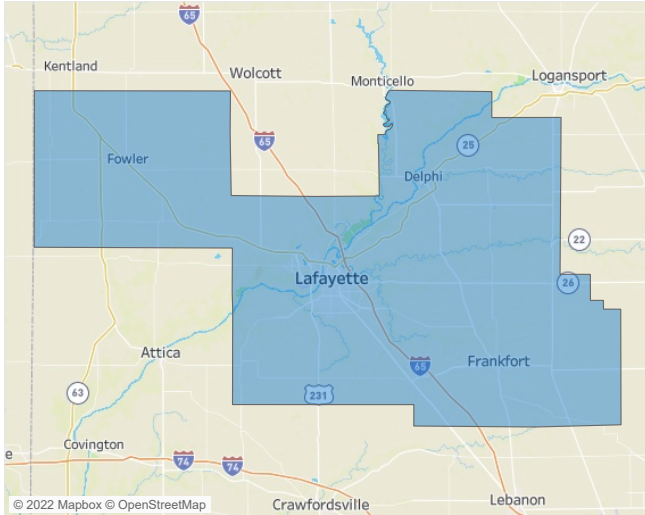 65
Kentland
Wolcott
Monticello
Logansport
65
25
Fowler
Delphi
22
Lafayette
26
Attica
Frankfort
65
63
231
Covington
e
74
74
Lebanon
Crawfordsville
© 2022 Mapbox © OpenStreetMap